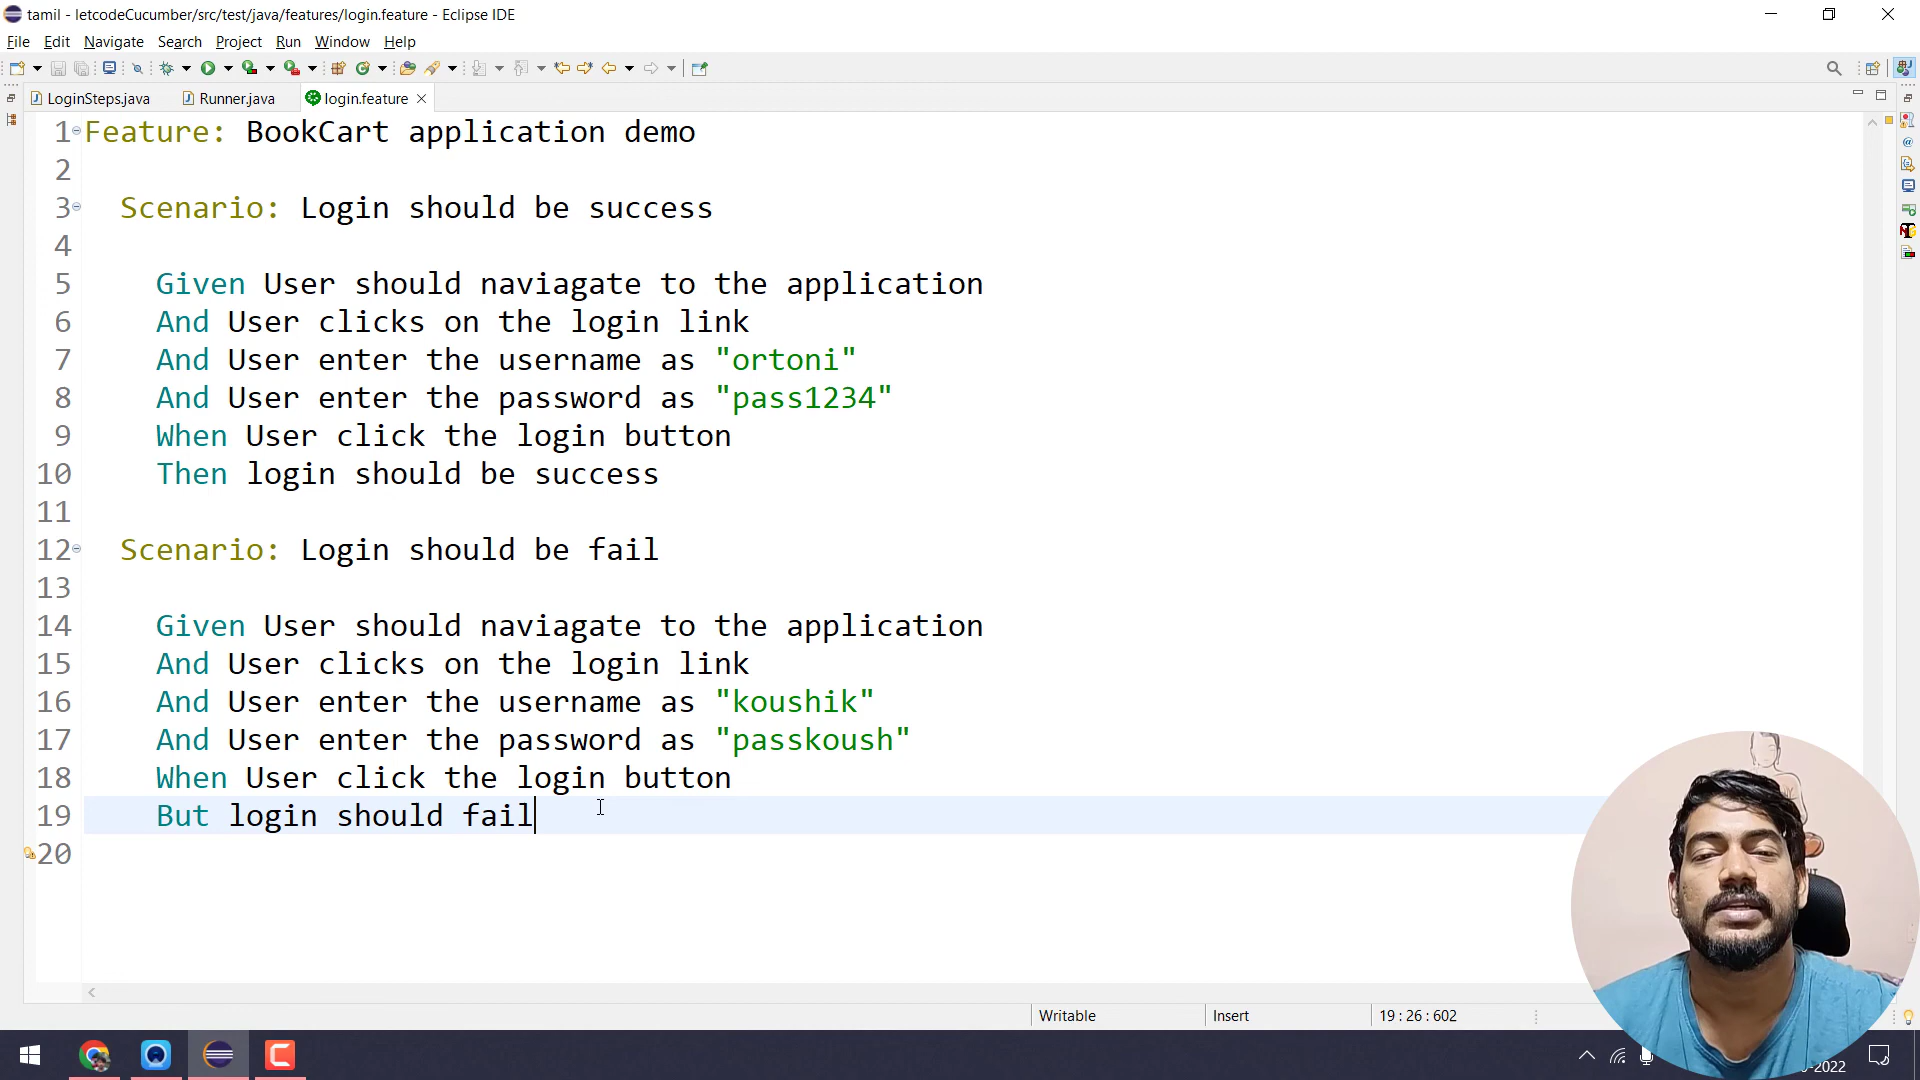 tamil - letcodeCucumber/src/test/java/features/login.feature - Eclipse IDE
File Edit Navigate Search Project Run Window Help
LoginSteps.java Runner.java login.feature
1 Feature: BookCart application demo
2
3 Scenario: Login should be success
4
5 Given User should naviagate to the application
6 And User clicks on the login link
7 And User enter the username as "ortoni"
8 And User enter the password as "pass1234"
9 When User click the login button
10 Then login should be success
11
12 Scenario: Login should be fail
13
14 Given User should naviagate to the application
15 And User clicks on the login link
16 And User enter the username as "koushik"
17 And User enter the password as "passkoush"
18 When User click the login button
19 But login should fail
20
Writable Insert 19 : 26 : 602